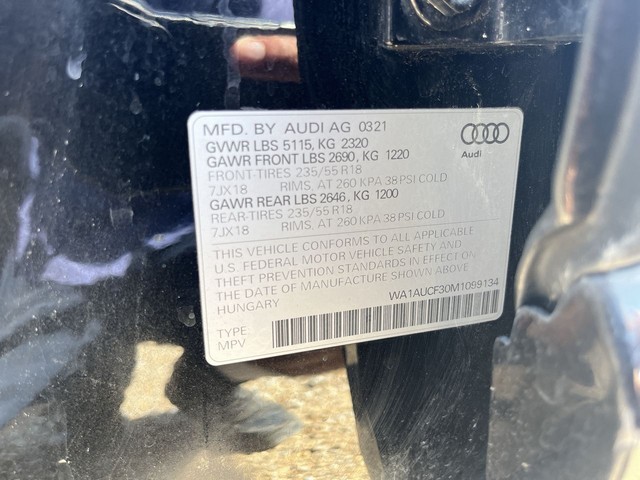 MFD. BY AUDI AG 0321
GVWR LBS 5115, KG 2320
GAWR FRONT LBS 2690, KG 1220
FRONT-TIRES 235/55 R18
7JX18 RIMS, AT 260 KPA 38 PSI COLD
GAWR REAR LBS 2646, KG 1200
REAR-TIRES 235/55 R18
7JX18 RIMS, AT 260 KPA 38 PSI COLD
Audi
THIS VEHICLE CONFORMS TO ALL APPLICABLE
U.S. FEDERAL MOTOR VEHICLE SAFETY AND
THEFT PREVENTION STANDARDS IN EFFECT ON
THE DATE OF MANUFACTURE SHOWN ABOVE
HUNGARY
WA1AUCF30M1099134
TYPE:
MPV